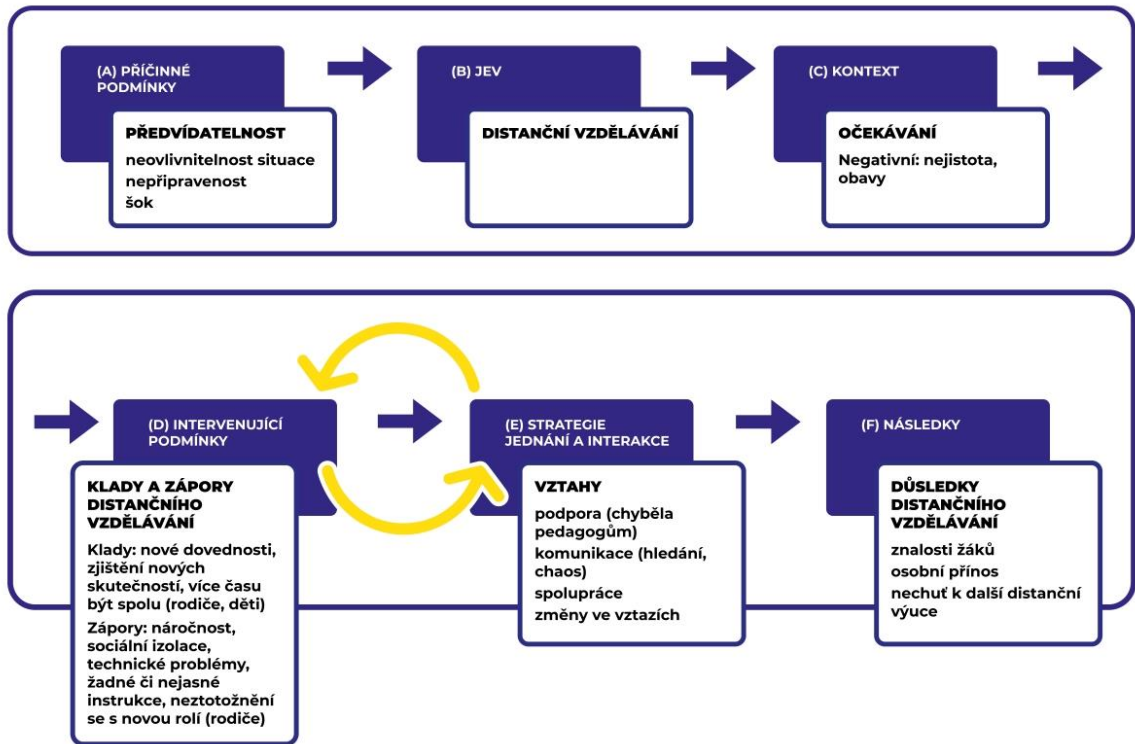 (A) PŘÍČINNÉ
PODMÍNKY
PŘEDVÍDATELNOST
neovlivnitelnost situace
nepřipravenost
šok
(B) JEV
DISTANČNÍ VZDĚLÁVÁNÍ
(C) KONTEXT
OČEKÁVÁNÍ
Negativní: nejistota,
obavy
(D) INTERVENUJÍCÍ
PODMÍNKY
KLADY A ZÁPORY
DISTANČNÍHO
VZDĚLÁVÁNÍ
Klady: nové dovednosti,
zjištění nových
skutečností, více času
být spolu (rodiče, děti)
Zápory: náročnost,
sociální izolace,
technické problémy,
žádné či nejasné
instrukce, neztotožnění
se s novou rolí (rodiče)
(E) STRATEGIE
JEDNÁNÍ A INTERAKCE
VZTAHY
podpora (chyběla
pedagogům)
komunikace (hledání,
chaos)
spolupráce
změny ve vztazích
(F) NÁSLEDKY
DŮSLEDKY
DISTANČNÍHO
VZDĚLÁVÁNÍ
znalosti žáků
osobní přínos
nechuť k další distanční
výuce